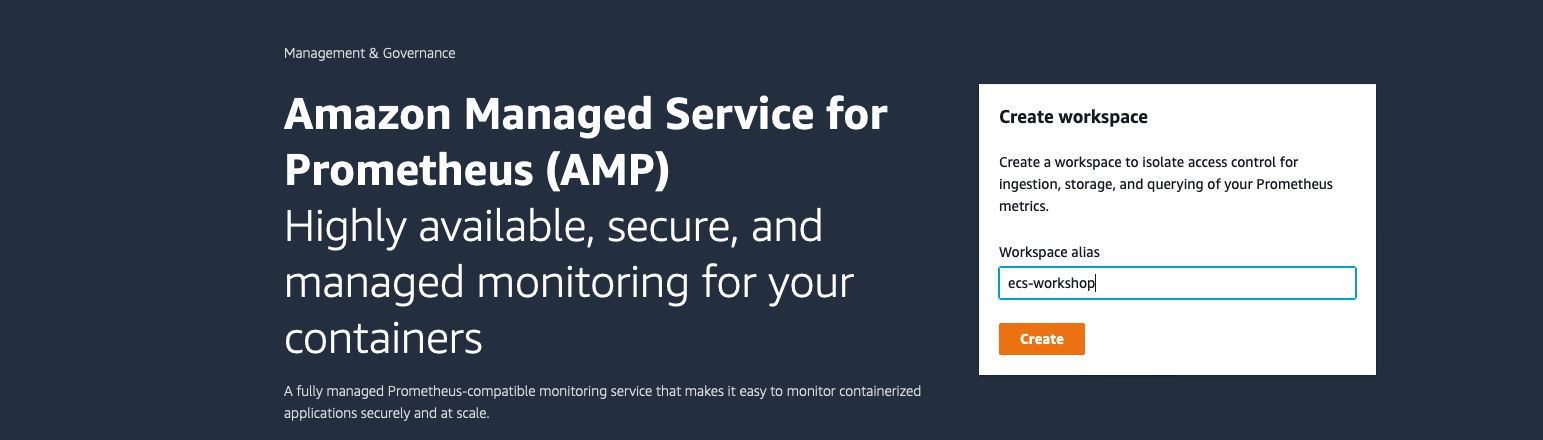 Management & Governance
Amazon Managed Service for
Prometheus (AMP)
Highly available, secure, and
managed monitoring for your
containers
A fully managed Prometheus-compatible monitoring service that makes it easy to monitor containerized
applications securely and at scale.
Create workspace
Create a workspace to isolate access control for
ingestion, storage, and querying of your Prometheus
metrics.
Workspace alias
ecs-workshop
Create